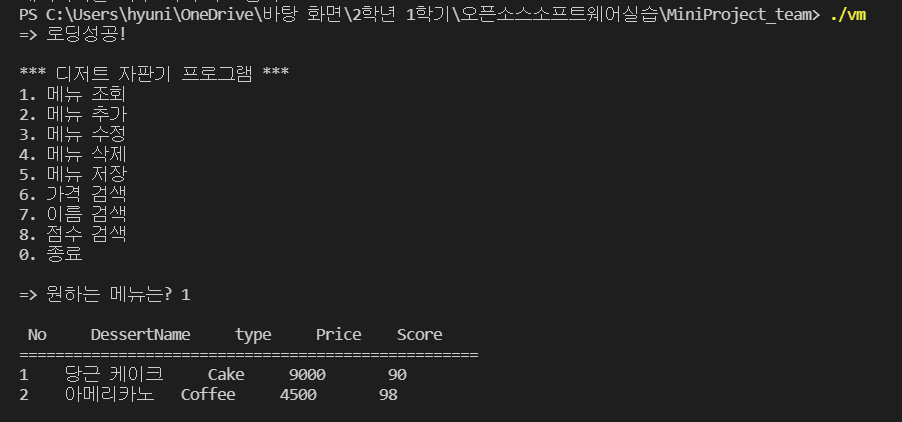 PS C:\Users\hyuni\OneDrive\바탕 화면\2학년 1학기\오픈소스소프트웨어실습\MiniProject_team> ./vm
=> 로딩성공!
*** 디저트 자판기 프로그램 ***
1. 메뉴 조회
2. 메뉴 추가
3. 메뉴 수정
4. 메뉴 삭제
5. 메뉴 저장
6. 가격 검색
7. 이름 검색
8. 점수 검색
0. 종료
=> 원하는 메뉴는? 1
No DessertName type Price Score
===================================================
1 당근 케이크 Cake 9000 90
2 아메리카노 Coffee 4500 98